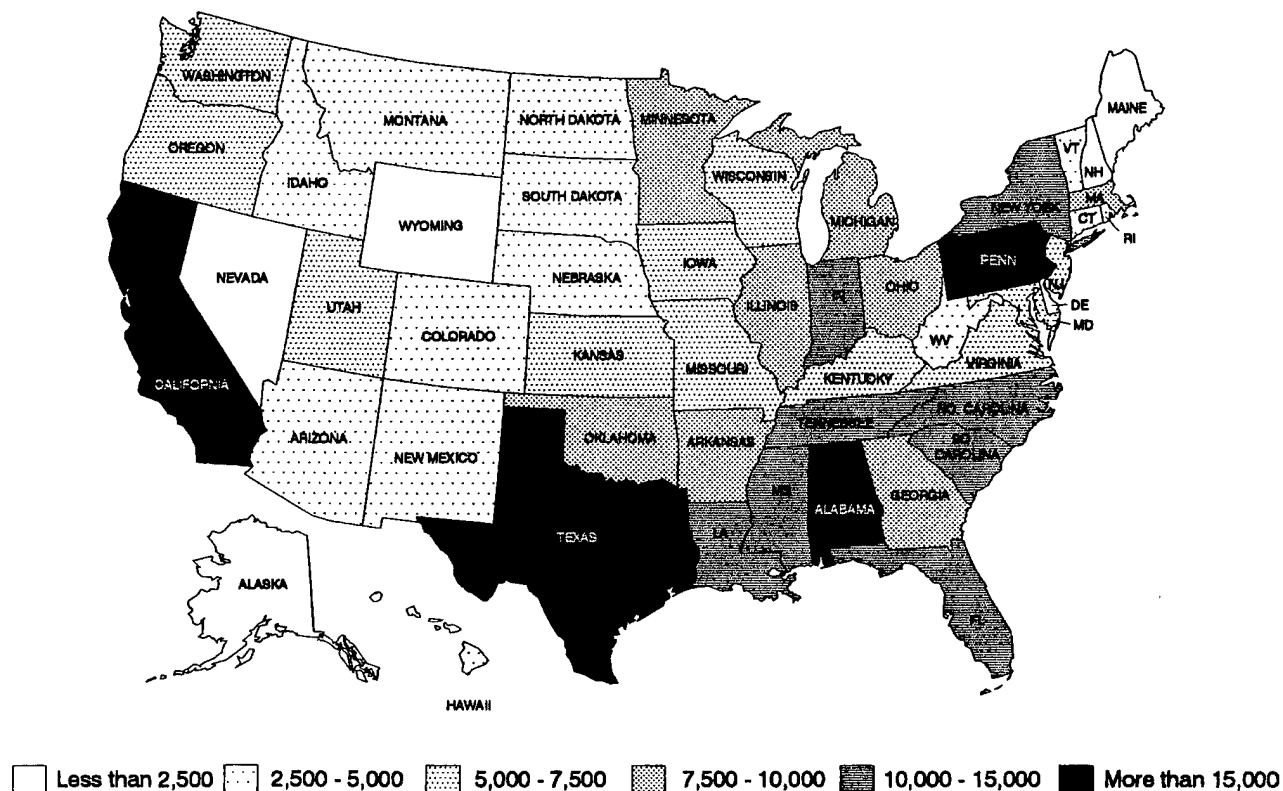 WASHINGTON
MAINE
MONTANA
NORTH DAKOTA
MINNESOTA
OREGON
VT
NH
IDAHO
WISCONSIN
SOUTH DAKOTA
MA
NEW YORK
CT
MICHIGAN
WYOMING
RI
PENN
IOWA
NEVADA
NEBRASKA
OHIO
NJ
UTAH
ILLINOIS
IN
DE
MD
COLORADO
WV
KANSAS
VIRGINIA
MISSOURI
KENTUDKY
CALIFORNIA
NO. CAROLINA
TENNESSEE
ARIZONA
OKLAHOMA
ARKANSAS
SO.
CAROLINA
NEW MEXICO
MS
GEORGIA
ALABAMA
TEXAS
LA
ALASKA
FL
HAWAII
Less than 2,500 2,500 - 5,000 5,000 - 7,500 7,500 - 10,000 10,000 - 15,000 More than 15,000